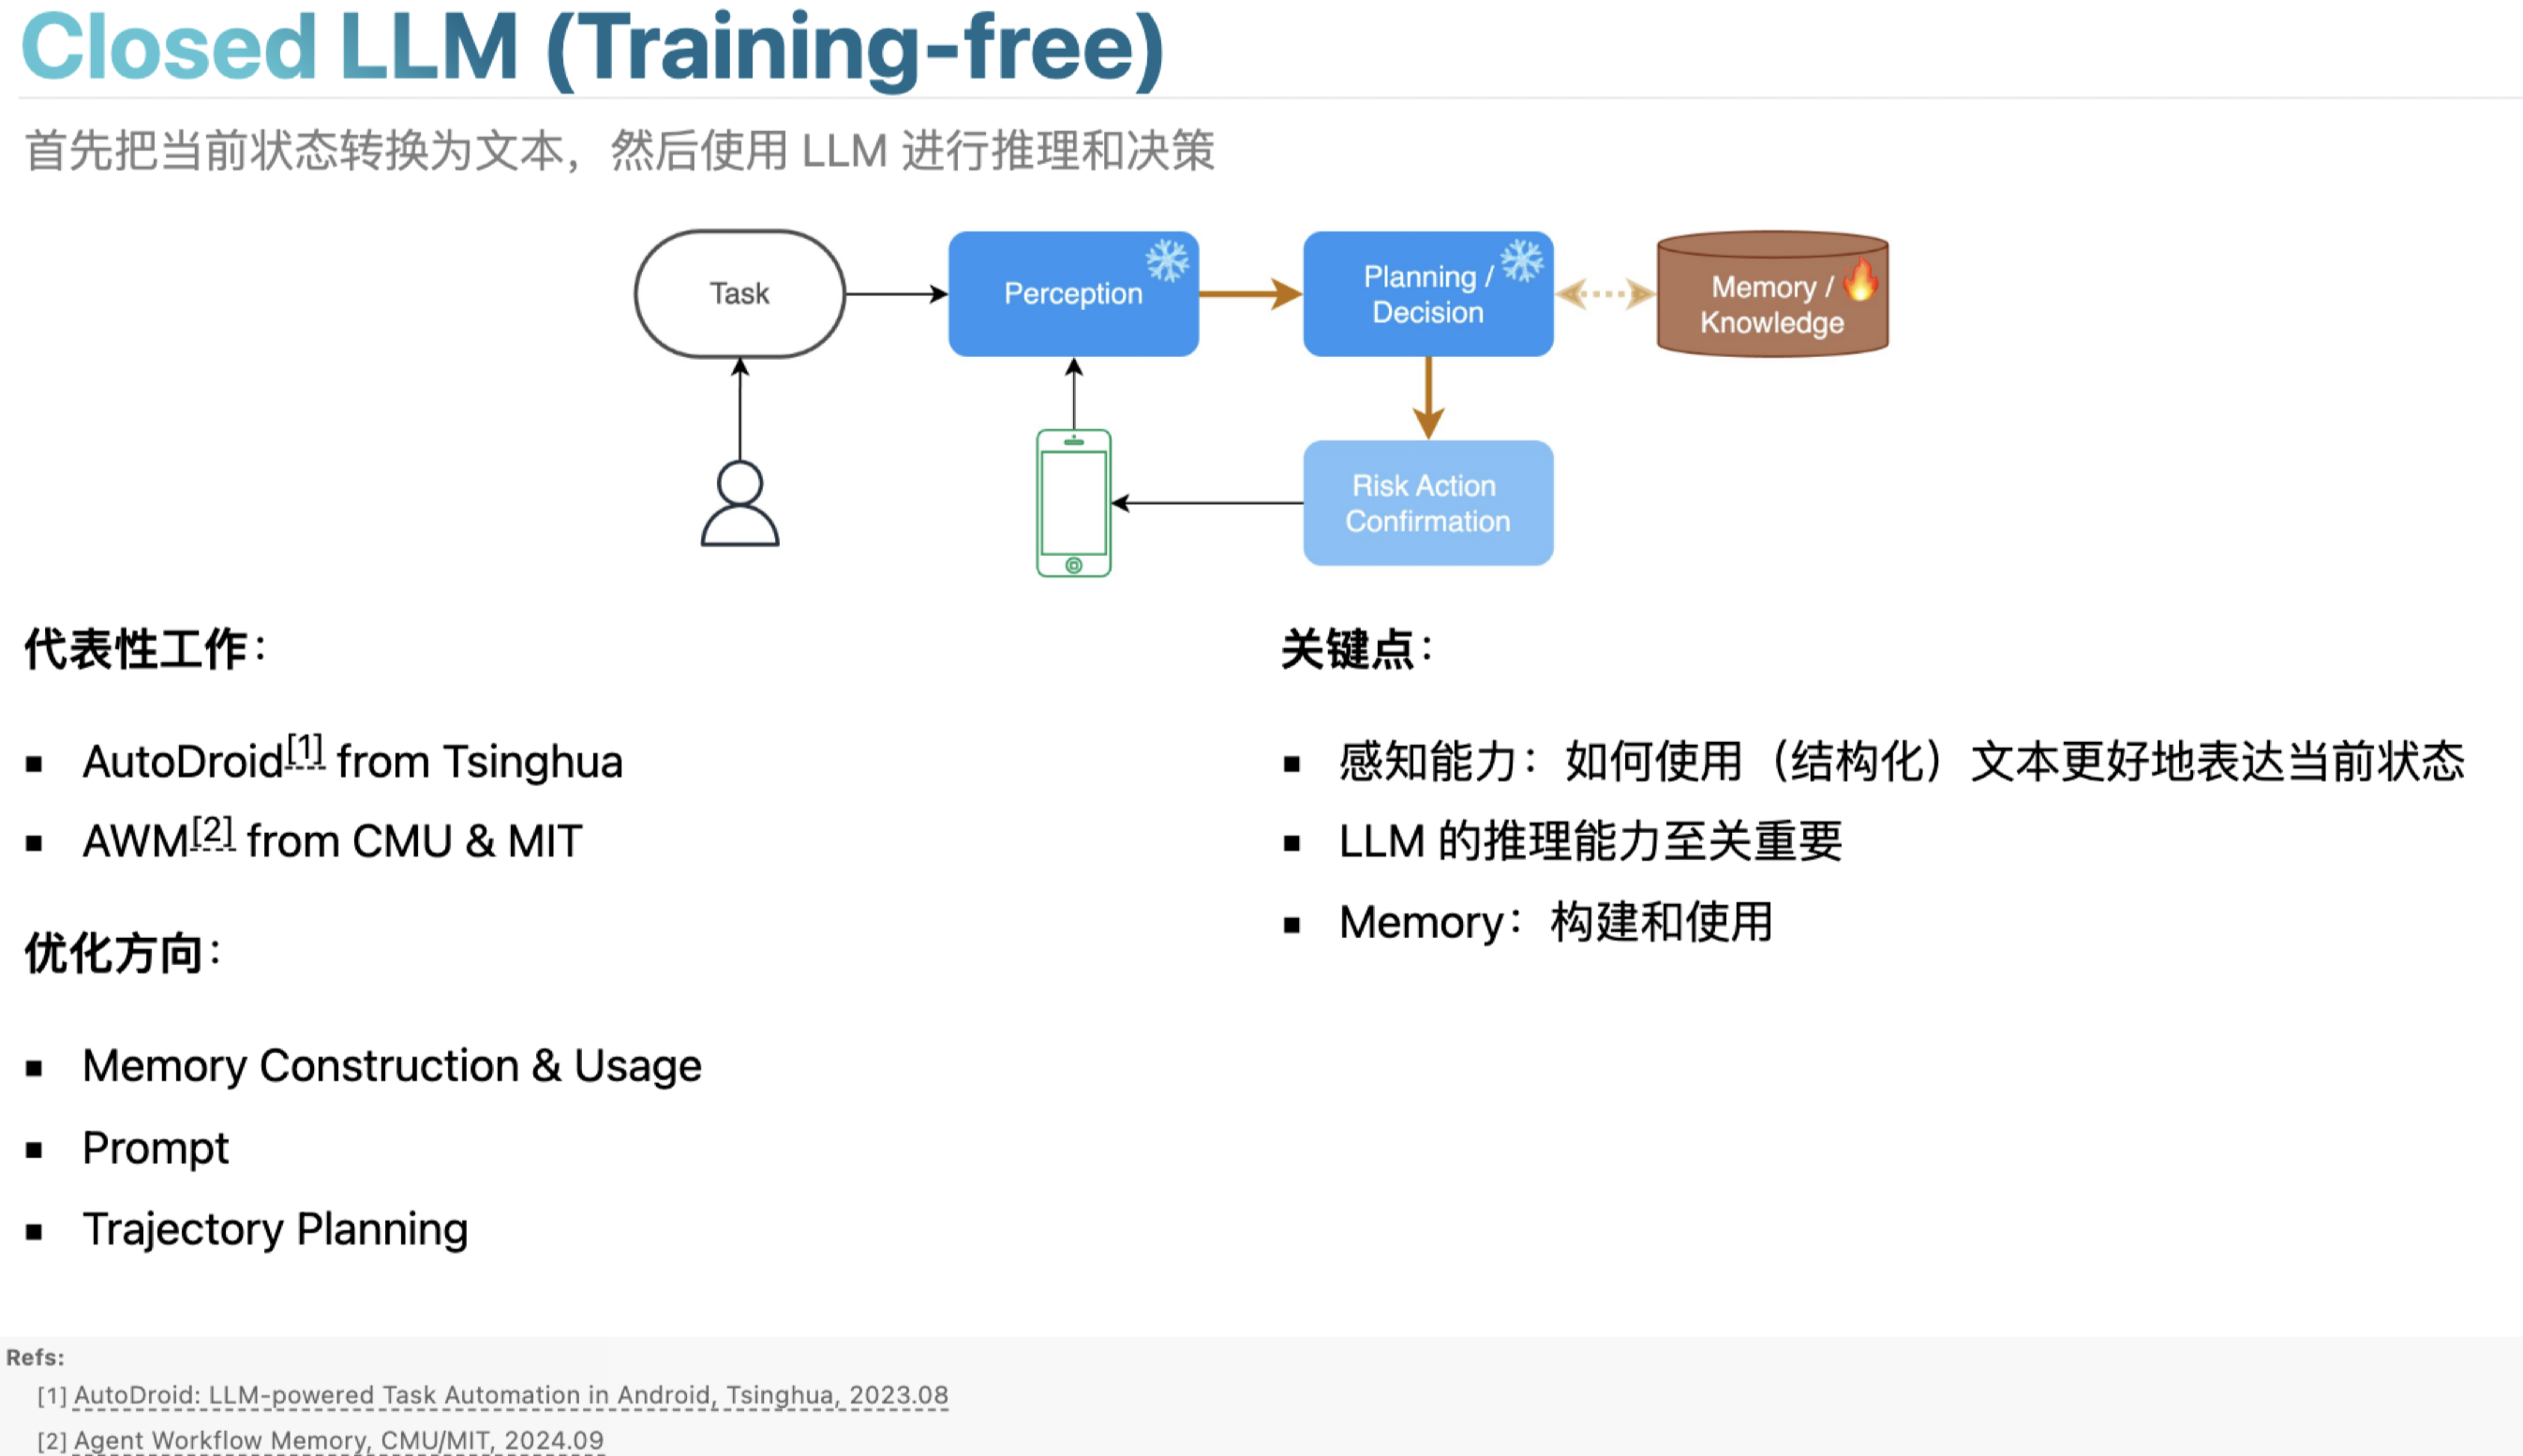 Closed LLM (Training-free)
首先把当前状态转换为文本，然后使用 LLM 进行推理和决策
Task
Perception
Planning /
Decision
Memory /
Knowledge
Risk Action
Confirmation
代表性工作：
AutoDroid[1] from Tsinghua
AWM[2] from CMU & MIT
优化方向：
Memory Construction & Usage
Prompt
Trajectory Planning
关键点：
感知能力：如何使用（结构化）文本更好地表达当前状态
LLM 的推理能力至关重要
Memory：构建和使用
Refs:
[1] AutoDroid: LLM-powered Task Automation in Android, Tsinghua, 2023.08
[2] Agent Workflow Memory, CMU/MIT, 2024.09